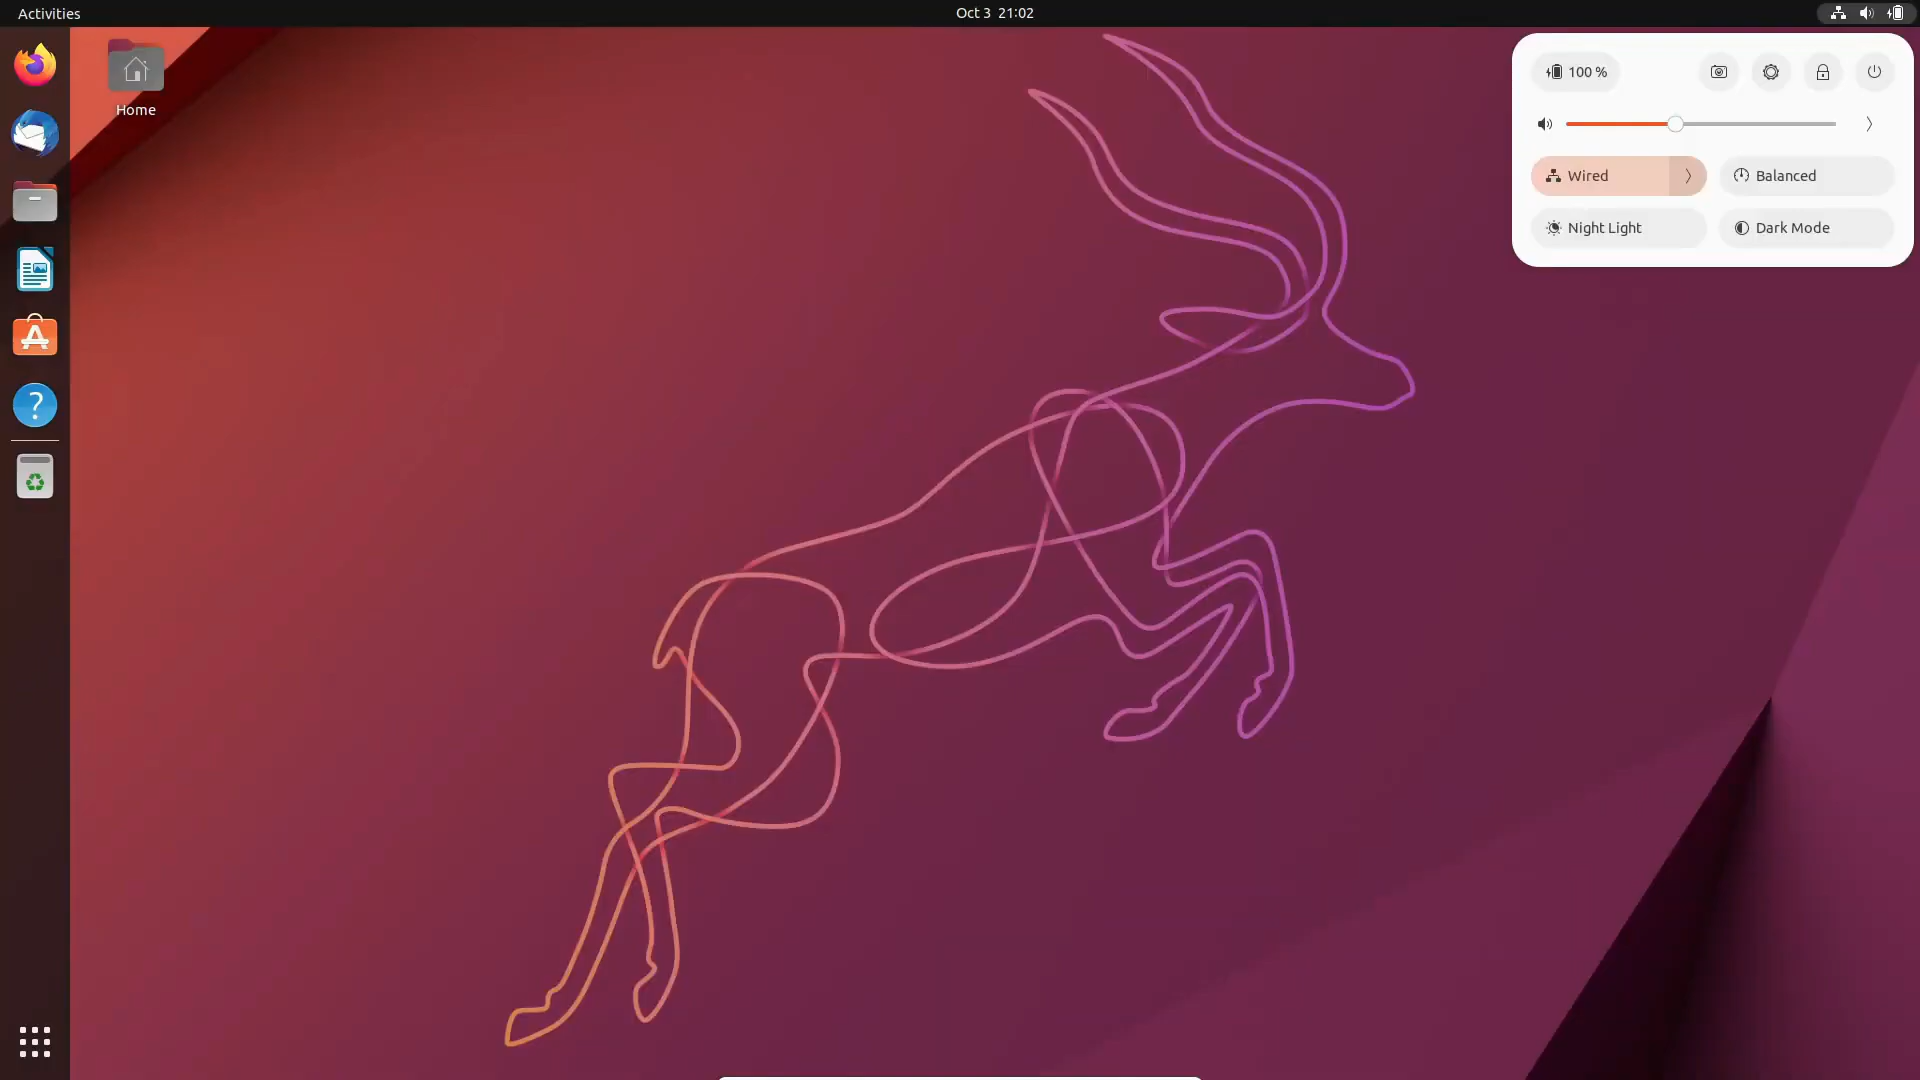 Activities
Oct 3 21:02
Home
100 %
Wired
Balanced
Night Light
Dark Mode